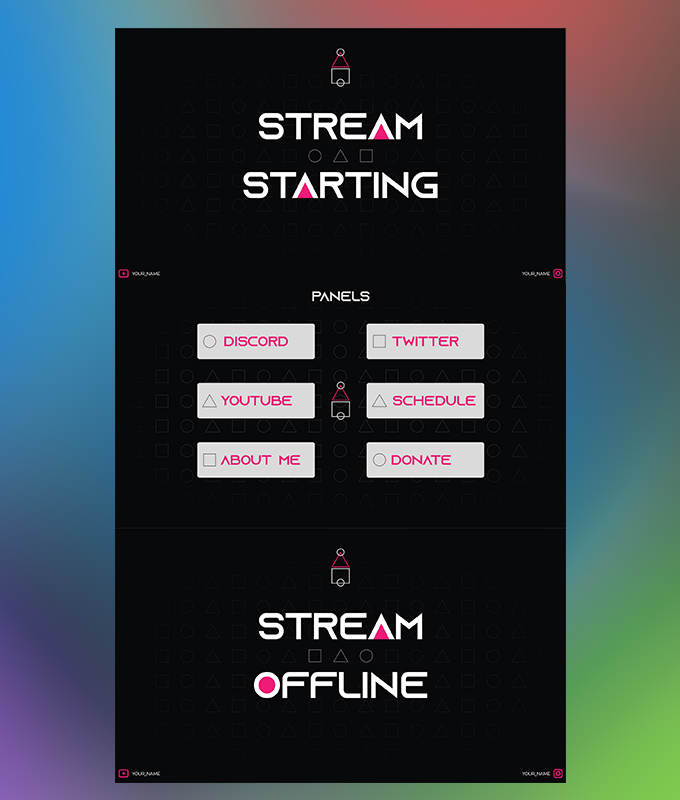 STREAM
STARTING
YOUR_NAME YOUR_NAME
PANELS
DISCORD TWITTER
YOUTUBE SCHEDULE
ABOUT ME DONATE
STREAM
OFFLINE
YOUR_NAME YOUR_NAME